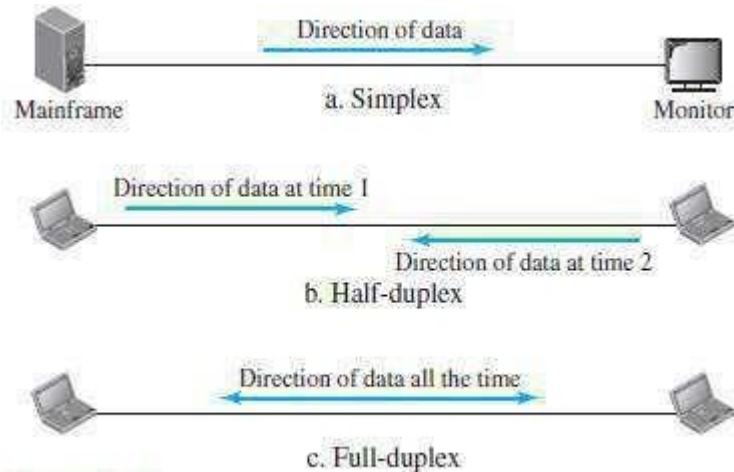 Direction of data
Mainframe
Monitor
a. Simplex
Direction of data at time 1
Direction of data at time 2
b. Half-duplex
Direction of data all the time
c. Full-duplex